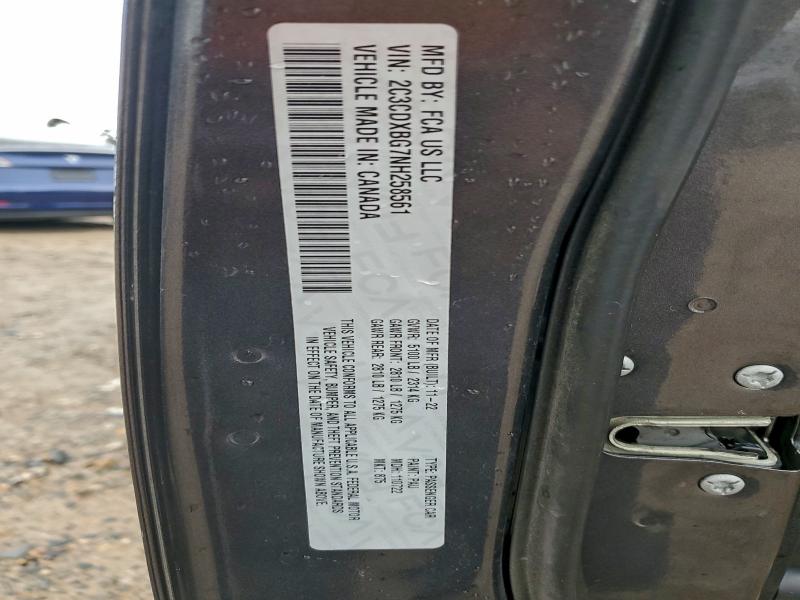 MFD BY: FCA US LLC
VIN: 2C3CDXBG7NH258561
VEHICLE MADE IN: CANADA
DATE OF MFR (BUILT): 11-22
GVWR: 5100 LB / 2314 KG
GAWR FRONT: 2810 LB / 1275 KG
GAWR REAR: 2810 LB / 1275 KG
THIS VEHICLE CONFORMS TO ALL APPLICABLE U.S.A. FEDERAL MOTOR
VEHICLE SAFETY, BUMPER, AND THEFT PREVENTION STANDARDS
IN EFFECT ON THE DATE OF MANUFACTURE SHOWN ABOVE.
TYPE: PASSENGER CAR
PAINT: PAU
MDH: 110722
MKT: 675